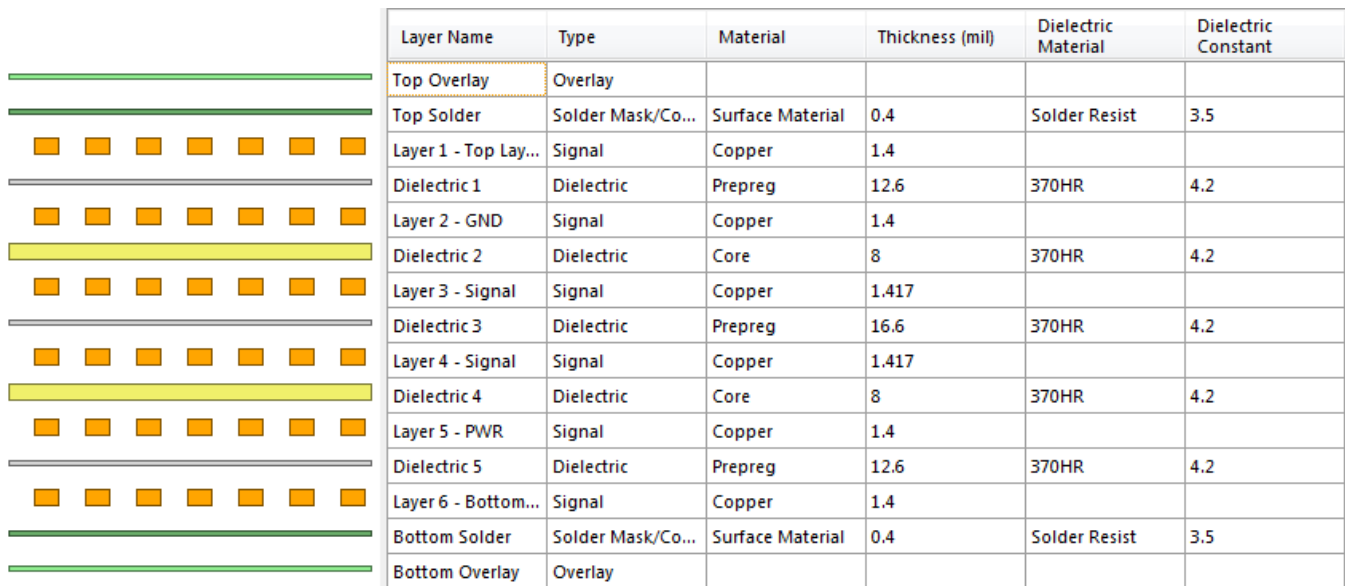 Layer Name Type Material Thickness (mil) Dielectric Material Dielectric Constant
Top Overlay Overlay
Top Solder Solder Mask/Co... Surface Material 0.4 Solder Resist 3.5
Layer 1 - Top Lay... Signal Copper 1.4
Dielectric 1 Dielectric Prepreg 12.6 370HR 4.2
Layer 2 - GND Signal Copper 1.4
Dielectric 2 Dielectric Core 8 370HR 4.2
Layer 3 - Signal Signal Copper 1.417
Dielectric 3 Dielectric Prepreg 16.6 370HR 4.2
Layer 4 - Signal Signal Copper 1.417
Dielectric 4 Dielectric Core 8 370HR 4.2
Layer 5 - PWR Signal Copper 1.4
Dielectric 5 Dielectric Prepreg 12.6 370HR 4.2
Layer 6 - Bottom... Signal Copper 1.4
Bottom Solder Solder Mask/Co... Surface Material 0.4 Solder Resist 3.5
Bottom Overlay Overlay